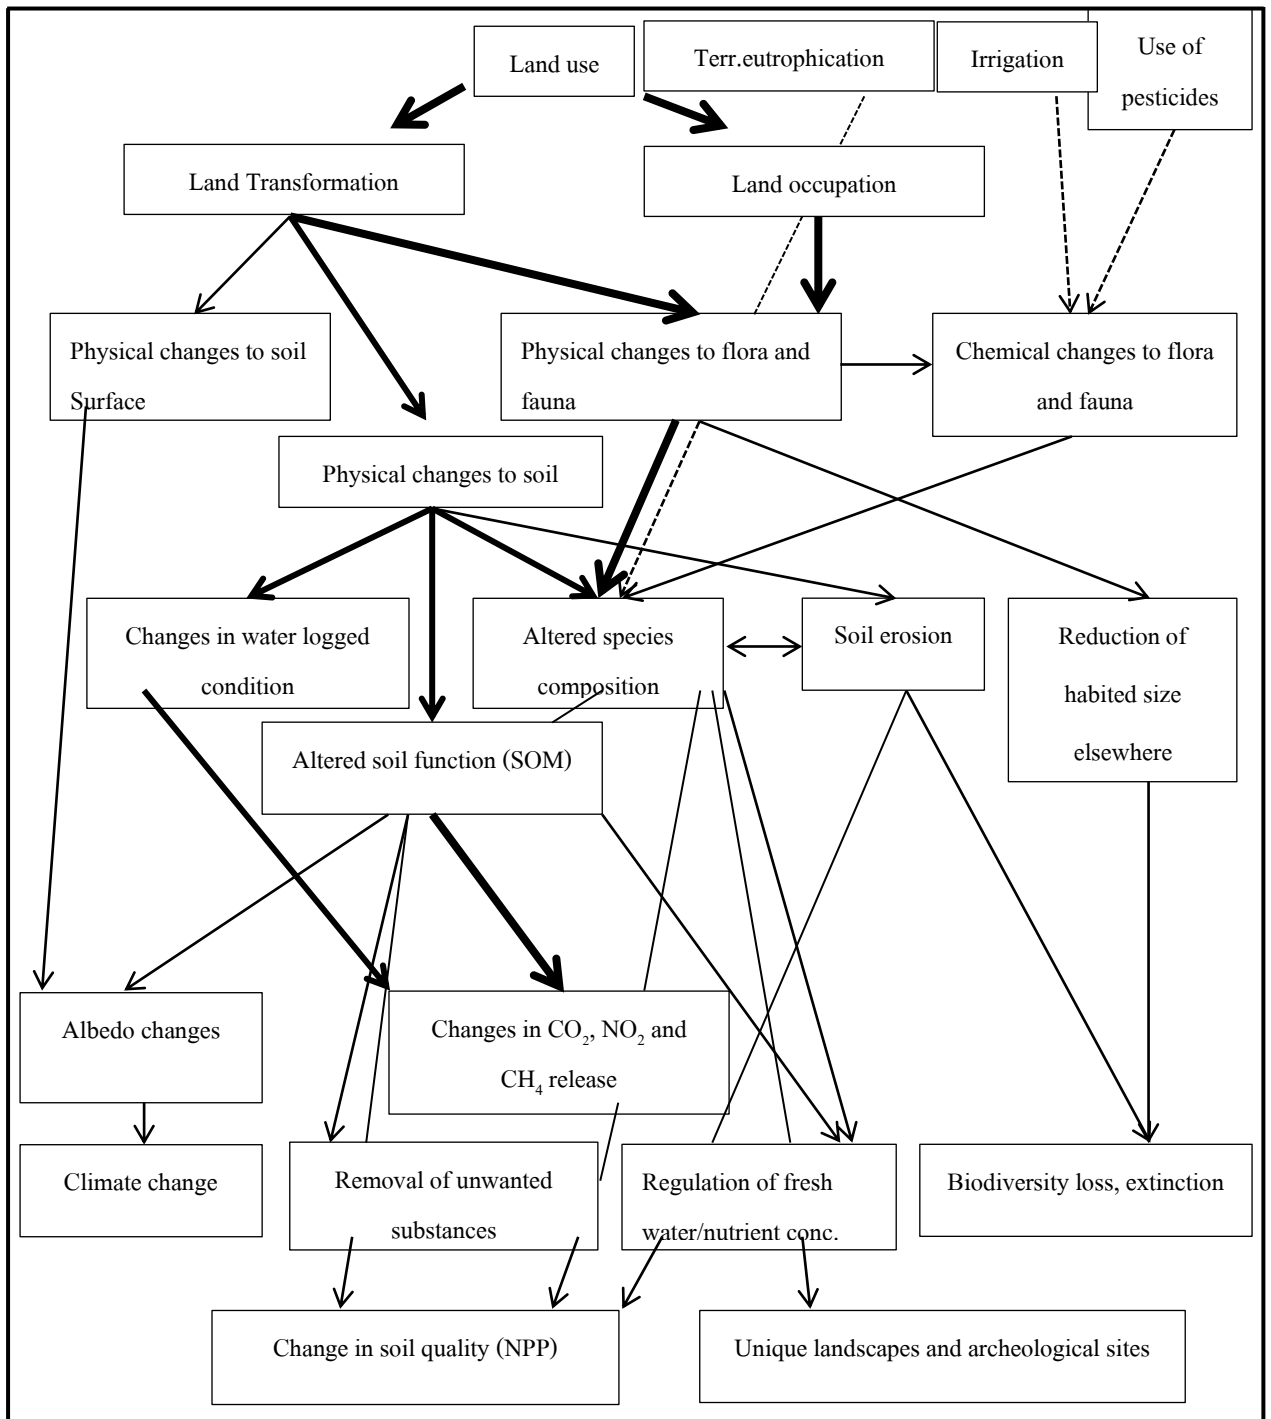 Land use
Terr.eutrophication
Irrigation
Use of
pesticides
Land Transformation
Land occupation
Physical changes to soil
Surface
Physical changes to flora and
fauna
Chemical changes to flora
and fauna
Physical changes to soil
Changes in water logged
condition
Altered species
composition
Soil erosion
Reduction of
habited size
elsewhere
Altered soil function (SOM)
Albedo changes
Changes in CO2, NO2 and
CH4 release
Climate change
Removal of unwanted
substances
Regulation of fresh
water/nutrient conc.
Biodiversity loss, extinction
Change in soil quality (NPP)
Unique landscapes and archeological sites